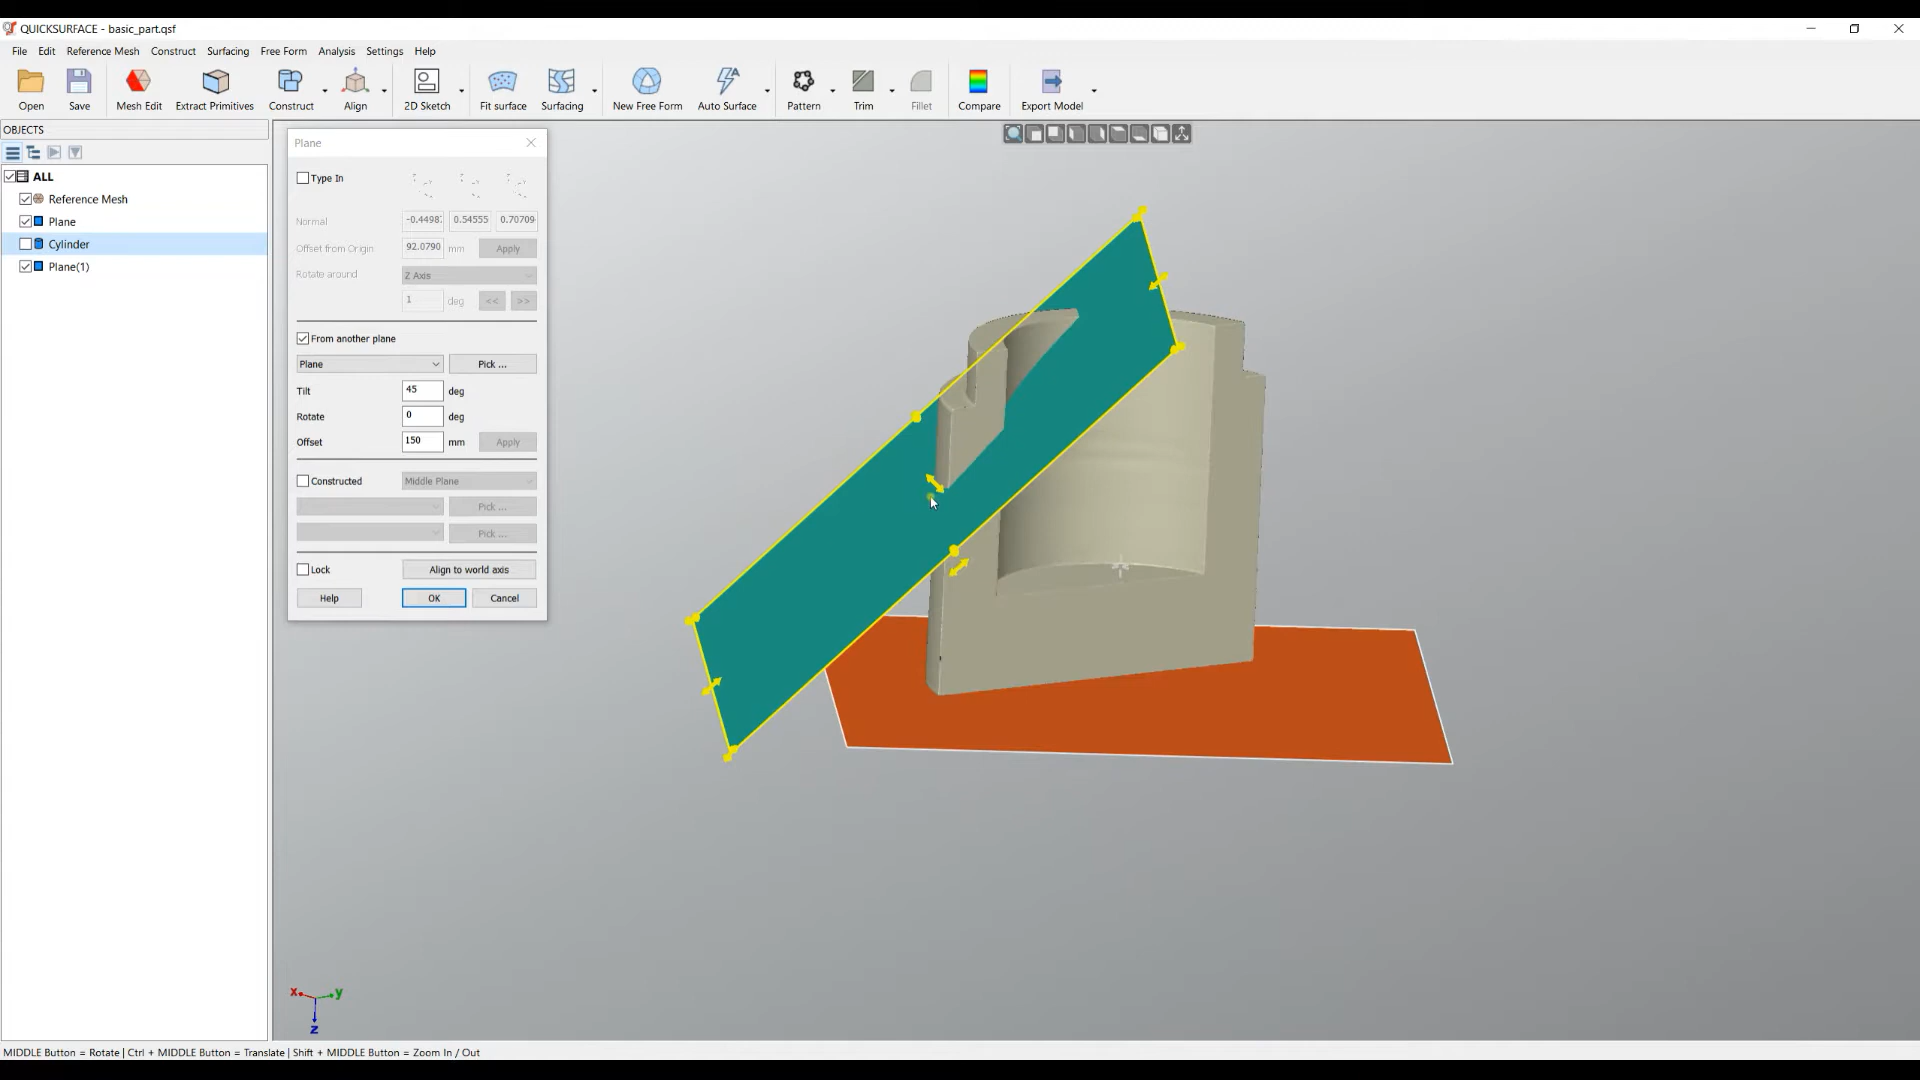 QUICKSURFACE - basic_part.qsf
File Edit Reference Mesh Construct Surfacing Free Form Analysis Settings Help
Open Save Mesh Edit Extract Primitives Construct Align 2D Sketch Fit surface Surfacing New Free Form Auto Surface Pattern Trim Fillet Compare Export Model
OBJECTS
ALL
Reference Mesh
Plane
Cylinder
Plane(1)
Plane
Type In
Normal -0.4498 0.54555 0.70709
Offset from Origin 92.0790 mm Apply
Rotate around Z Axis
1 deg << >>
From another plane
Plane Pick ...
Tilt 45 deg
Rotate 0 deg
Offset 150 mm Apply
Constructed Middle Plane
Pick ...
Pick ...
Lock Align to world axis
Help OK Cancel
x y
z
MIDDLE Button = Rotate | Ctrl + MIDDLE Button = Translate | Shift + MIDDLE Button = Zoom In / Out